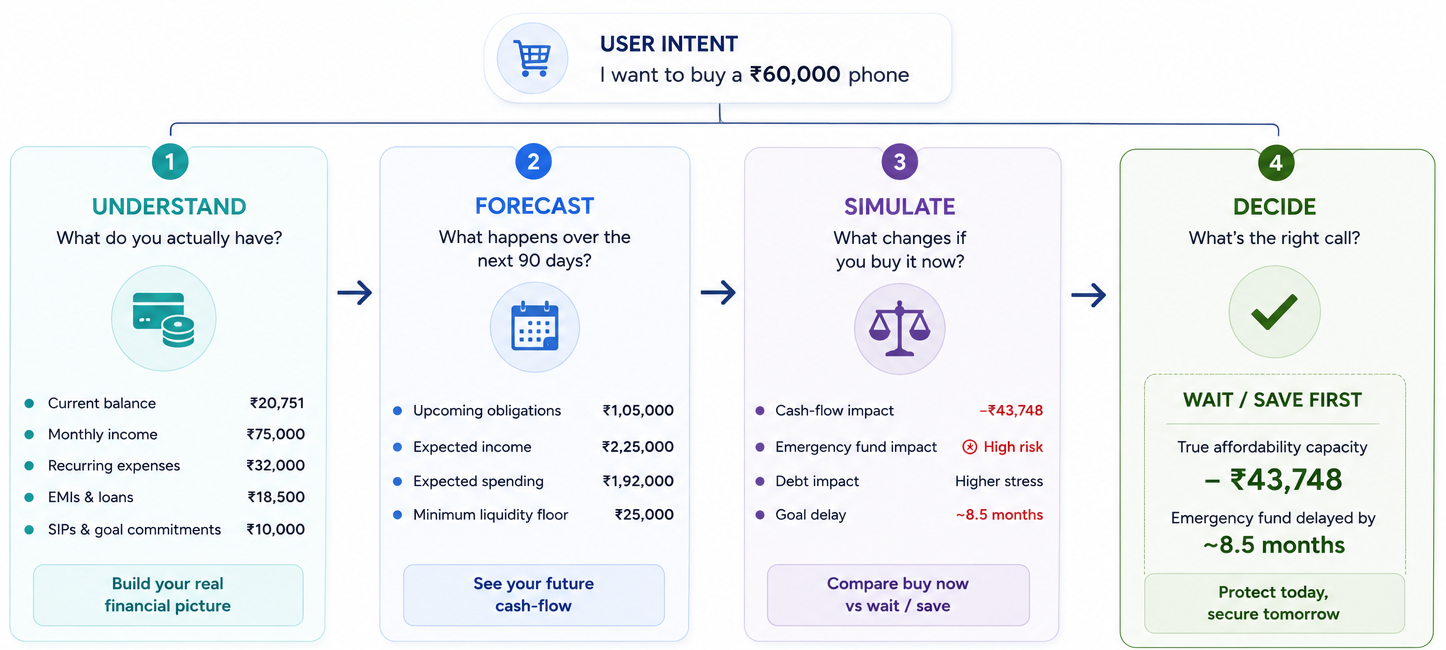 USER INTENT
I want to buy a ₹60,000 phone
1
UNDERSTAND
What do you actually have?
Current balance ₹20,751
Monthly income ₹75,000
Recurring expenses ₹32,000
EMIs & loans ₹18,500
SIPs & goal commitments ₹10,000
Build your real
financial picture
2
FORECAST
What happens over the
next 90 days?
Upcoming obligations ₹1,05,000
Expected income ₹2,25,000
Expected spending ₹1,92,000
Minimum liquidity floor ₹25,000
See your future
cash-flow
3
SIMULATE
What changes if
you buy it now?
Cash-flow impact –₹43,748
Emergency fund impact High risk
Debt impact Higher stress
Goal delay ~8.5 months
Compare buy now
vs wait / save
4
DECIDE
What's the right call?
WAIT / SAVE FIRST
True affordability capacity
– ₹43,748
Emergency fund delayed by
~8.5 months
Protect today,
secure tomorrow